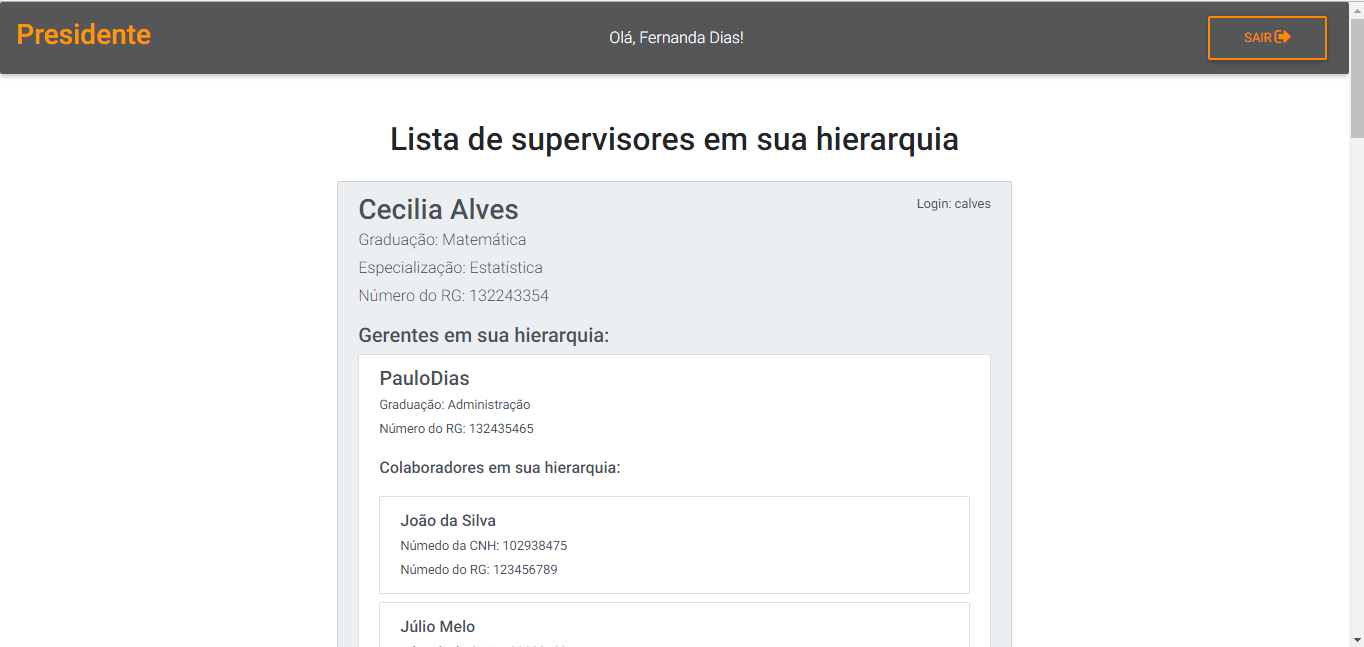 Presidente
Olá, Fernanda Dias!
SAIR
Lista de supervisores em sua hierarquia
Cecilia Alves
Login: calves
Graduação: Matemática
Especialização: Estatística
Número do RG: 132243354
Gerentes em sua hierarquia:
PauloDias
Graduação: Administração
Número do RG: 132435465
Colaboradores em sua hierarquia:
João da Silva
Númedo da CNH: 102938475
Númedo do RG: 123456789
Júlio Melo